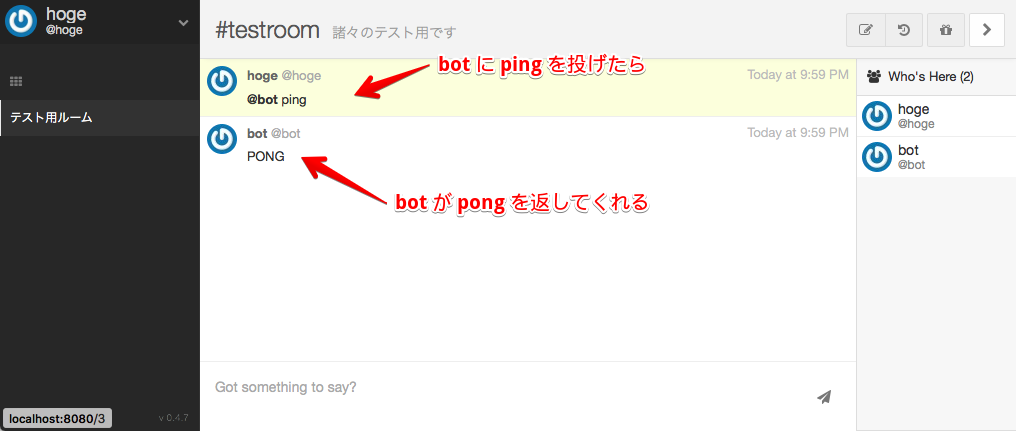 hoge
@hoge
テスト用ルーム
localhost:8080/3
v 0.4.7
#testroom 諸々のテスト用です
hoge @hoge Today at 9:59 PM
@bot ping
bot に ping を投げたら
bot @bot Today at 9:59 PM
PONG
bot が pong を返してくれる
Got something to say?
Who's Here (2)
hoge
@hoge
bot
@bot